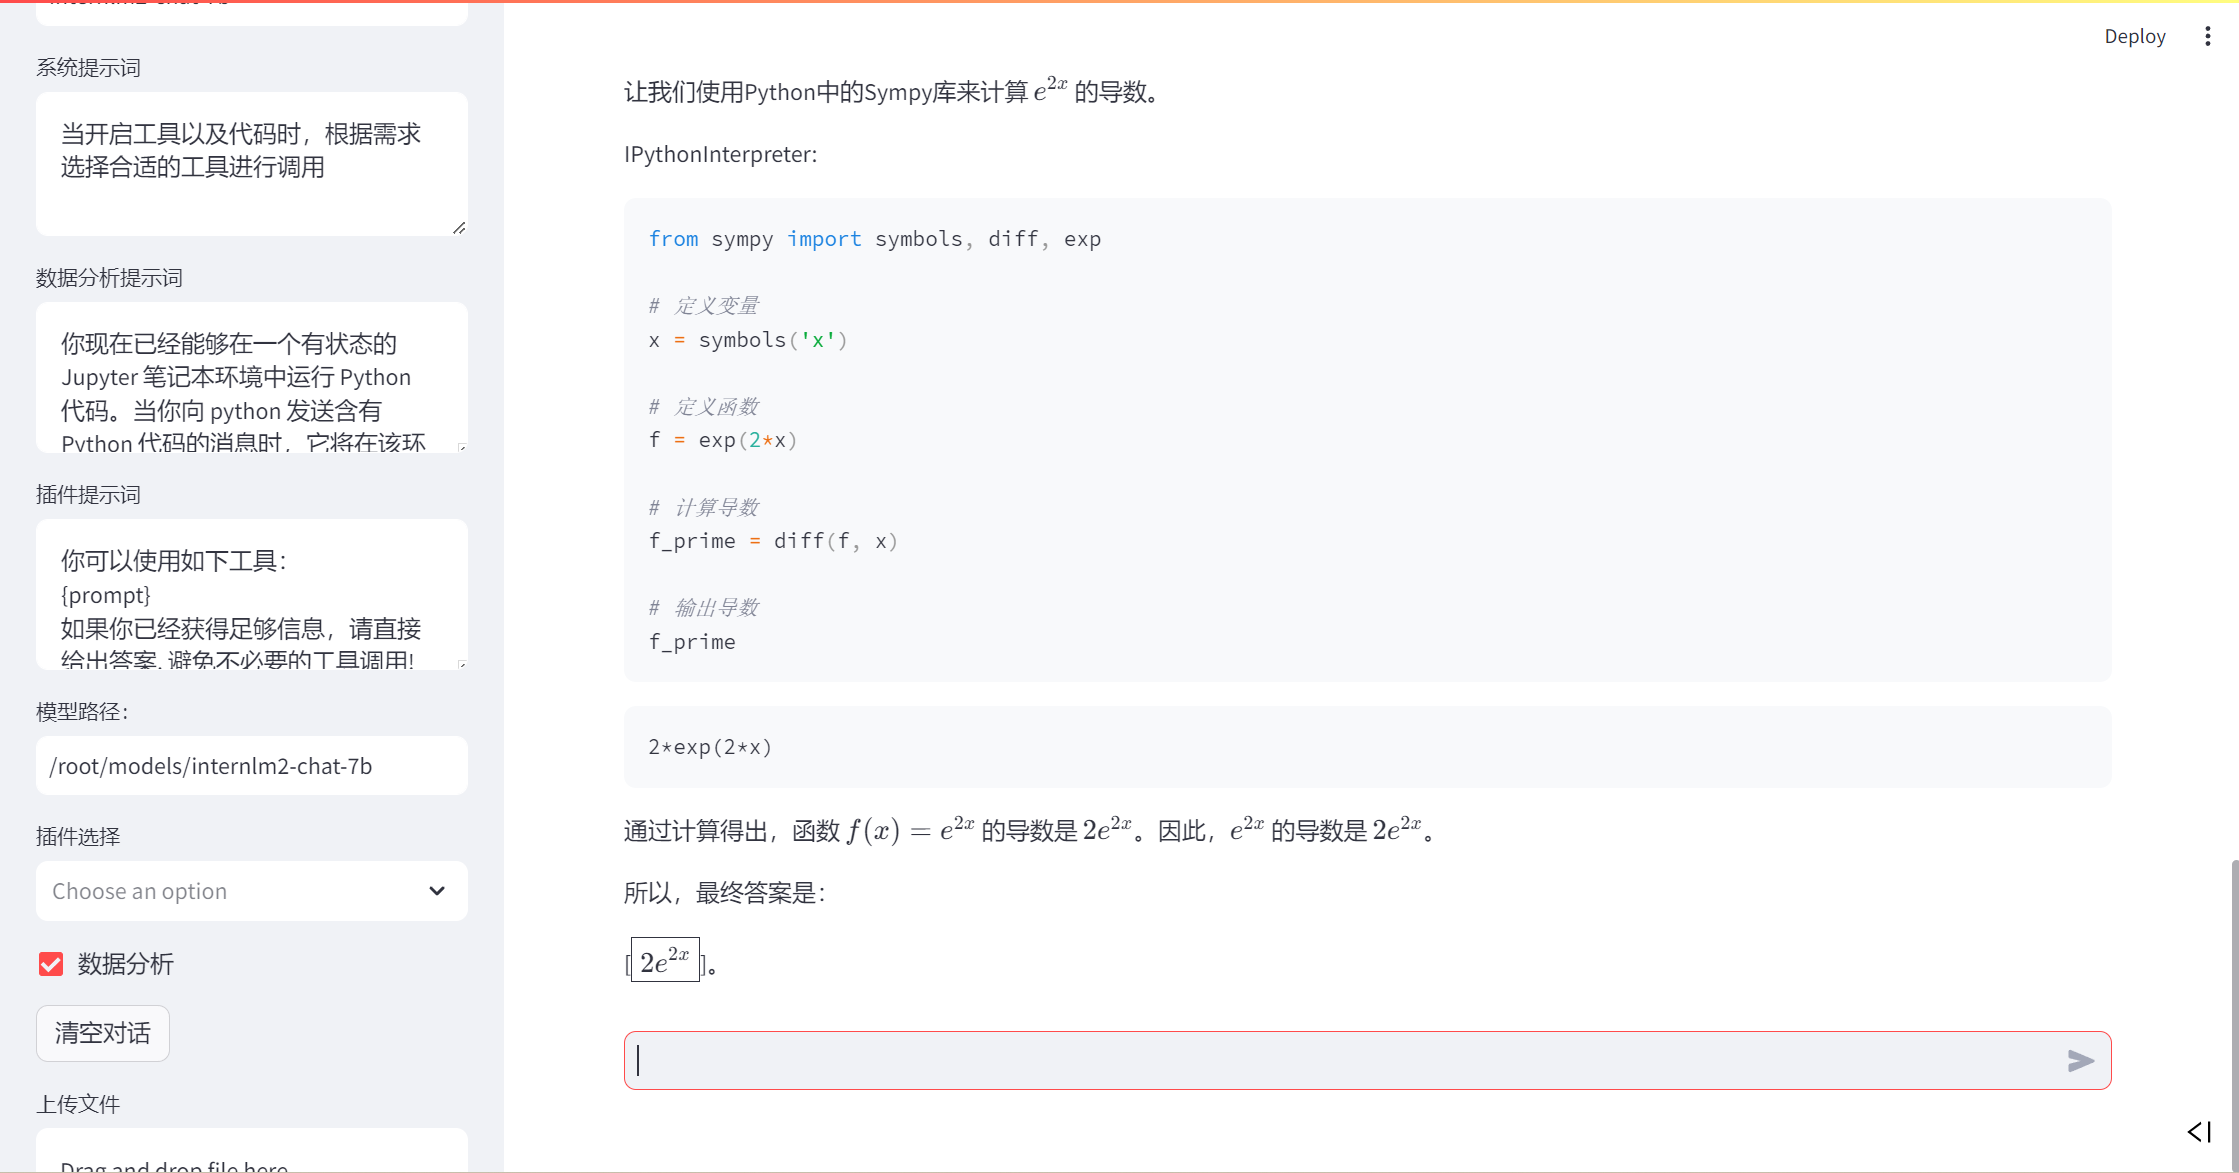 系统提示词
当开启工具以及代码时，根据需求
选择合适的工具进行调用
数据分析提示词
你现在已经能够在一个有状态的
Jupyter 笔记本环境中运行 Python
代码。当你向 python 发送含有
Python 代码的消息时，它将在该环
插件提示词
你可以使用如下工具：
{prompt}
如果你已经获得足够信息，请直接
给出答案. 避免不必要的工具调用!
模型路径：
/root/models/internlm2-chat-7b
插件选择
Choose an option
数据分析
清空对话
上传文件
Drag and drop file here
Deploy
让我们使用Python中的Sympy库来计算 e^{2x} 的导数。
IPythonInterpreter:
from sympy import symbols, diff, exp
# 定义变量
x = symbols('x')
# 定义函数
f = exp(2*x)
# 计算导数
f_prime = diff(f, x)
# 输出导数
f_prime
2*exp(2*x)
通过计算得出，函数 f(x) = e^{2x} 的导数是 2e^{2x}。因此，e^{2x} 的导数是 2e^{2x}。
所以，最终答案是：
[2e^{2x}]。